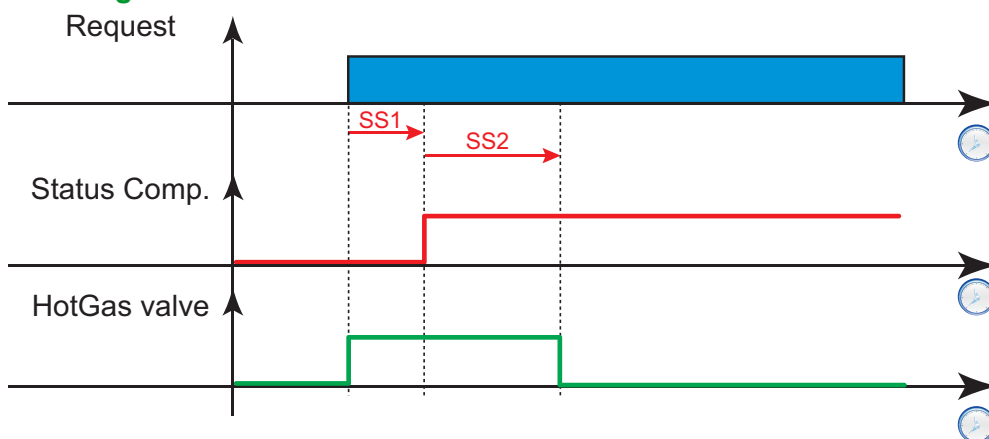 Request
SS1
SS2
Status Comp.
HotGas valve